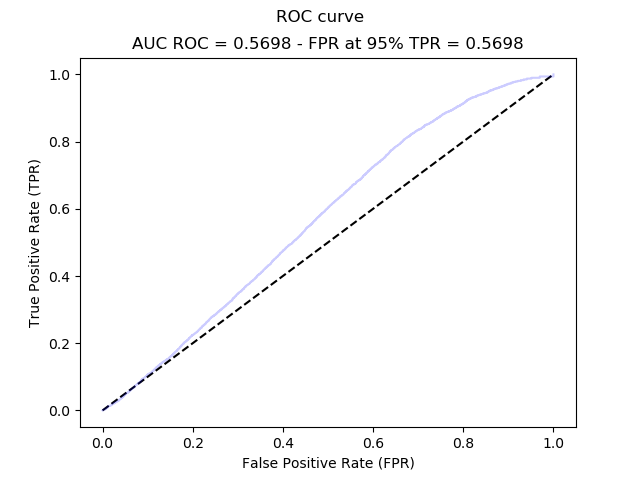 ROC curve
AUC ROC = 0.5698 - FPR at 95% TPR = 0.5698
1.0
0.8
0.6
0.4
0.2
0.0
True Positive Rate (TPR)
0.0 0.2 0.4 0.6 0.8 1.0
False Positive Rate (FPR)